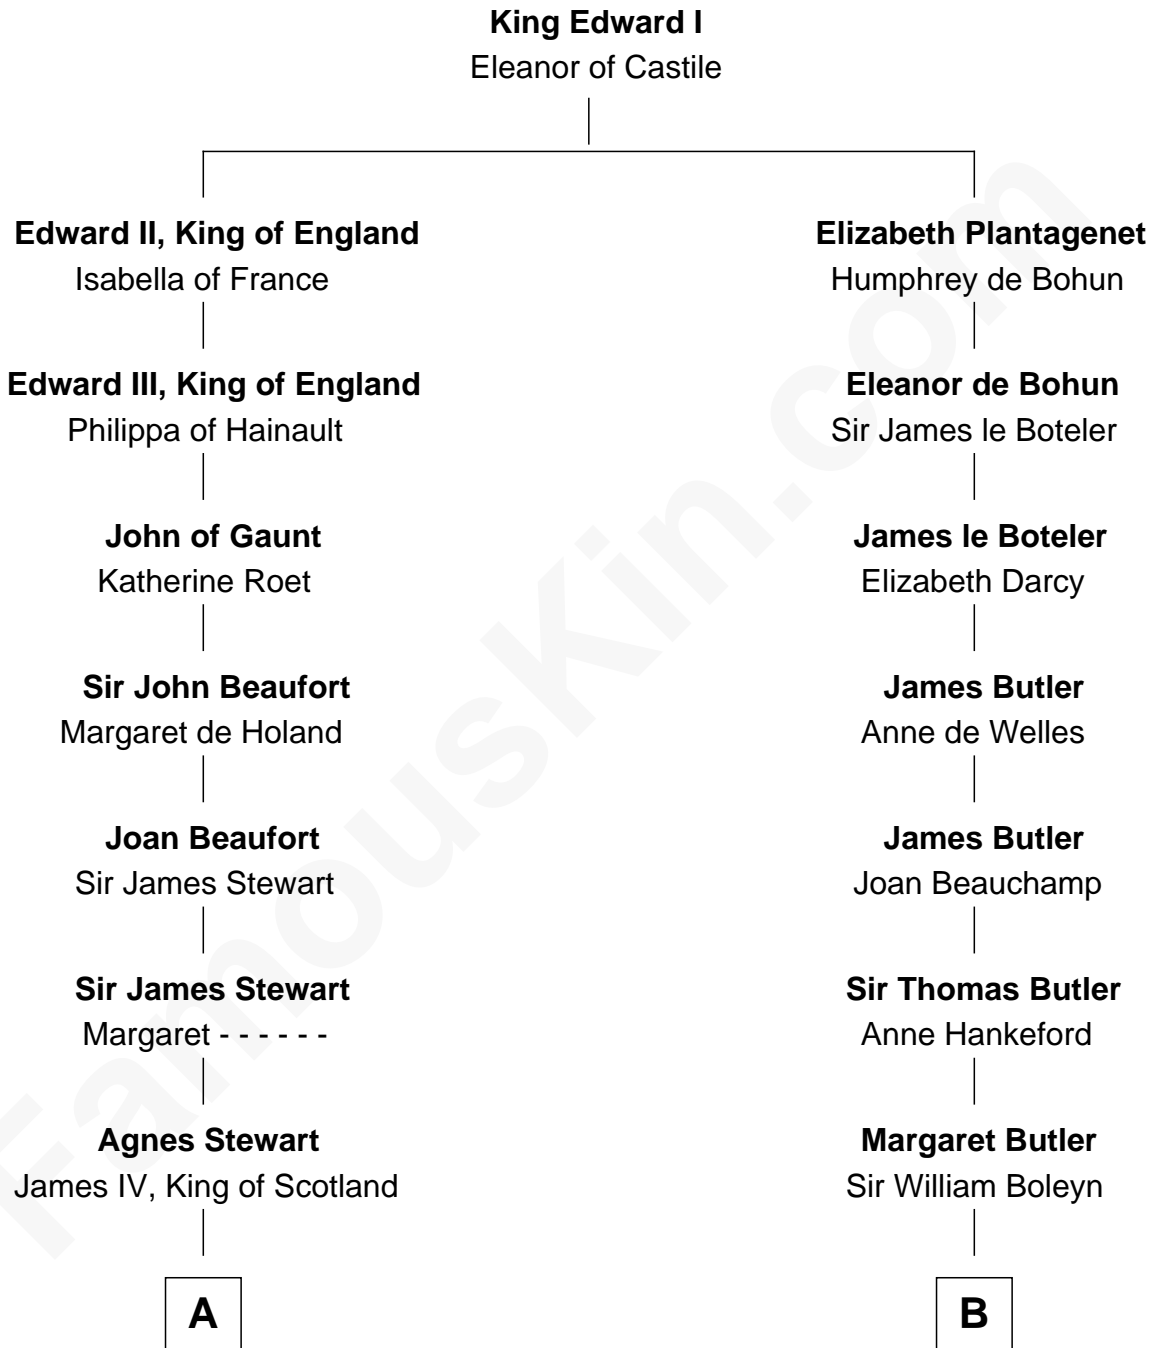 King Edward I
Eleanor of Castile
Edward II, King of England
Isabella of France
Elizabeth Plantagenet
Humphrey de Bohun
Edward III, King of England
Philippa of Hainault
Eleanor de Bohun
Sir James le Boteler
John of Gaunt
Katherine Roet
James le Boteler
Elizabeth Darcy
Sir John Beaufort
Margaret de Holand
James Butler
Anne de Welles
Joan Beaufort
Sir James Stewart
James Butler
Joan Beauchamp
Sir James Stewart
Margaret - - - - - -
Sir Thomas Butler
Anne Hankeford
Agnes Stewart
James IV, King of Scotland
Margaret Butler
Sir William Boleyn
A
B
FamousKin.com